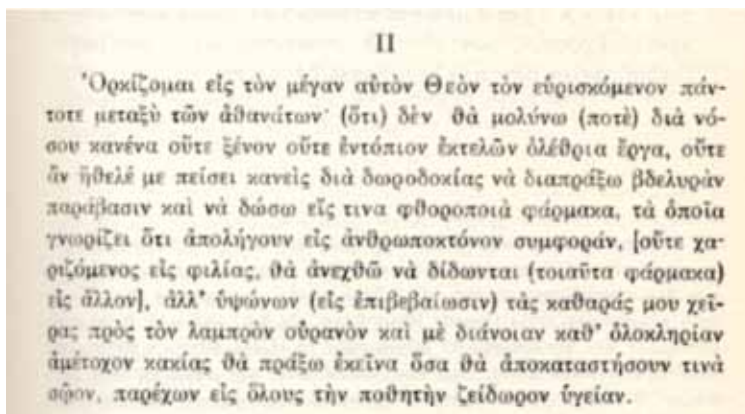 II
Ὁρκίζομαι εἰς τὸν μέγαν αὐτὸν Θεὸν τὸν εὑρισκόμενον πάν-
τοτε μεταξὺ τῶν ἀθανάτων· (ὅτι) δὲν θὰ μολύνω (ποτὲ) διὰ νό-
σου κανένα οὔτε ξένον οὔτε ἐντόπιον ἐκτελῶν ὀλέθρια ἔργα, οὔτε
ἂν ἤθελέ με πείσει κανεὶς διὰ δωροδοκίας νὰ διαπράξω βδελυρὰν
παράβασιν καὶ νὰ δώσω εἴς τινα φθοροποιὰ φάρμακα, τὰ ὁποῖα
γνωρίζει ὅτι ἀπολήγουν εἰς ἀνθρωποκτόνον συμφοράν, [οὔτε χα-
ριζόμενος εἰς φιλίας, θὰ ἀνεχθῶ νὰ δίδωνται (τοιαῦτα φάρμακα)
εἰς ἄλλον], ἀλλ' ὑψώνων (εἰς ἐπιβεβαίωσιν) τὰς καθαράς μου χεῖ-
ρας πρὸς τὸν λαμπρὸν οὐρανὸν καὶ μὲ διάνοιαν καθ' ὁλοκληρίαν
ἀμέτοχον κακίας θὰ πράξω ἐκεῖνα ὅσα θὰ ἀποκαταστήσουν τινὰ
σῷον, παρέχων εἰς ὅλους τὴν ποθητὴν ζείδωρον ὑγείαν.